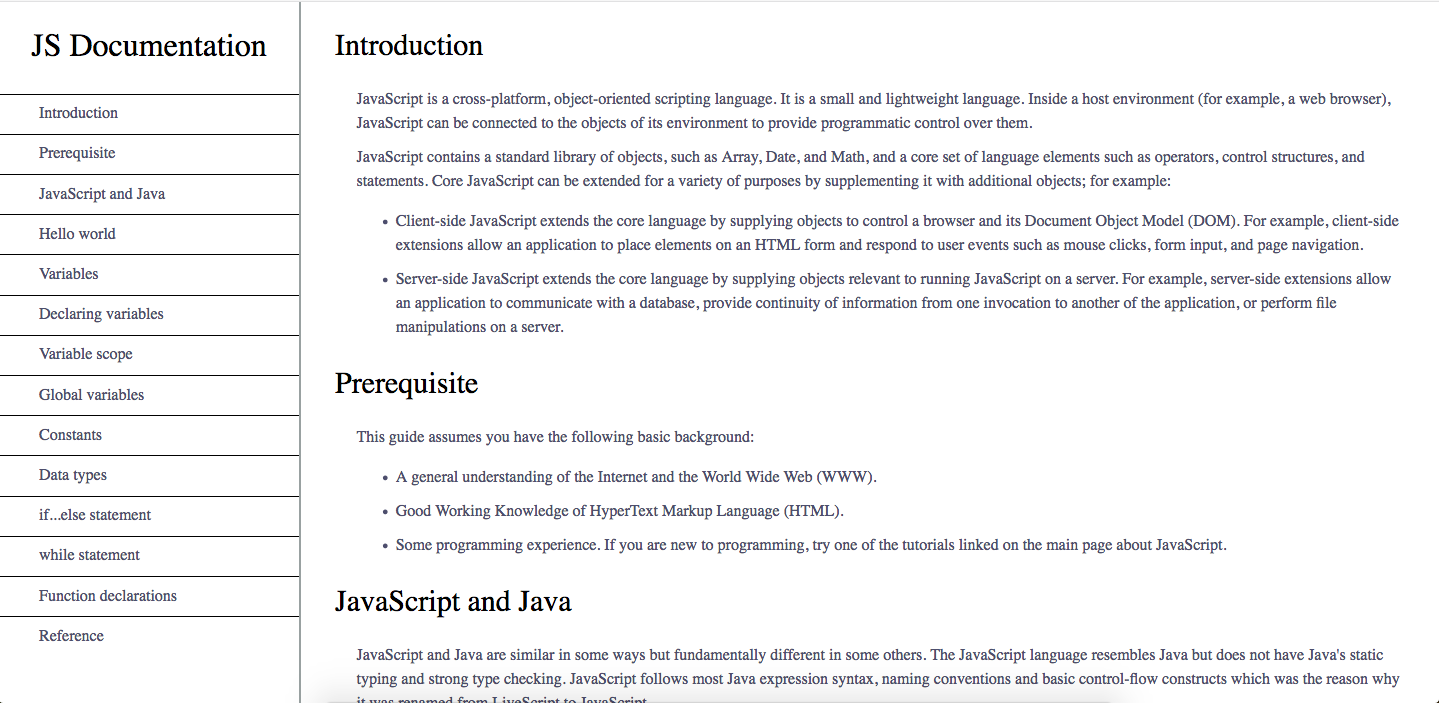 JS Documentation
Introduction
Prerequisite
JavaScript and Java
Hello world
Variables
Declaring variables
Variable scope
Global variables
Constants
Data types
if...else statement
while statement
Function declarations
Reference
Introduction
JavaScript is a cross-platform, object-oriented scripting language. It is a small and lightweight language. Inside a host environment (for example, a web browser),
JavaScript can be connected to the objects of its environment to provide programmatic control over them.
JavaScript contains a standard library of objects, such as Array, Date, and Math, and a core set of language elements such as operators, control structures, and
statements. Core JavaScript can be extended for a variety of purposes by supplementing it with additional objects; for example:
• Client-side JavaScript extends the core language by supplying objects to control a browser and its Document Object Model (DOM). For example, client-side
extensions allow an application to place elements on an HTML form and respond to user events such as mouse clicks, form input, and page navigation.
• Server-side JavaScript extends the core language by supplying objects relevant to running JavaScript on a server. For example, server-side extensions allow
an application to communicate with a database, provide continuity of information from one invocation to another of the application, or perform file
manipulations on a server.
Prerequisite
This guide assumes you have the following basic background:
• A general understanding of the Internet and the World Wide Web (WWW).
• Good Working Knowledge of HyperText Markup Language (HTML).
• Some programming experience. If you are new to programming, try one of the tutorials linked on the main page about JavaScript.
JavaScript and Java
JavaScript and Java are similar in some ways but fundamentally different in some others. The JavaScript language resembles Java but does not have Java's static
typing and strong type checking. JavaScript follows most Java expression syntax, naming conventions and basic control-flow constructs which was the reason why
it was renamed from LiveScript to JavaScript.